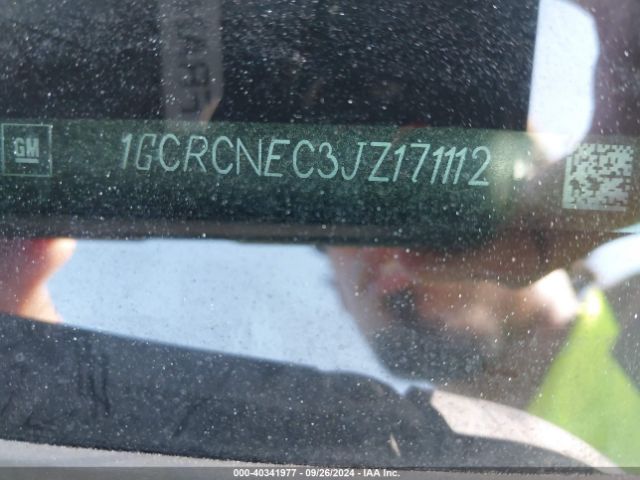 GM
1GCRCNEC3JZ171112
000-40341977 - 09/26/2024 - IAA Inc.